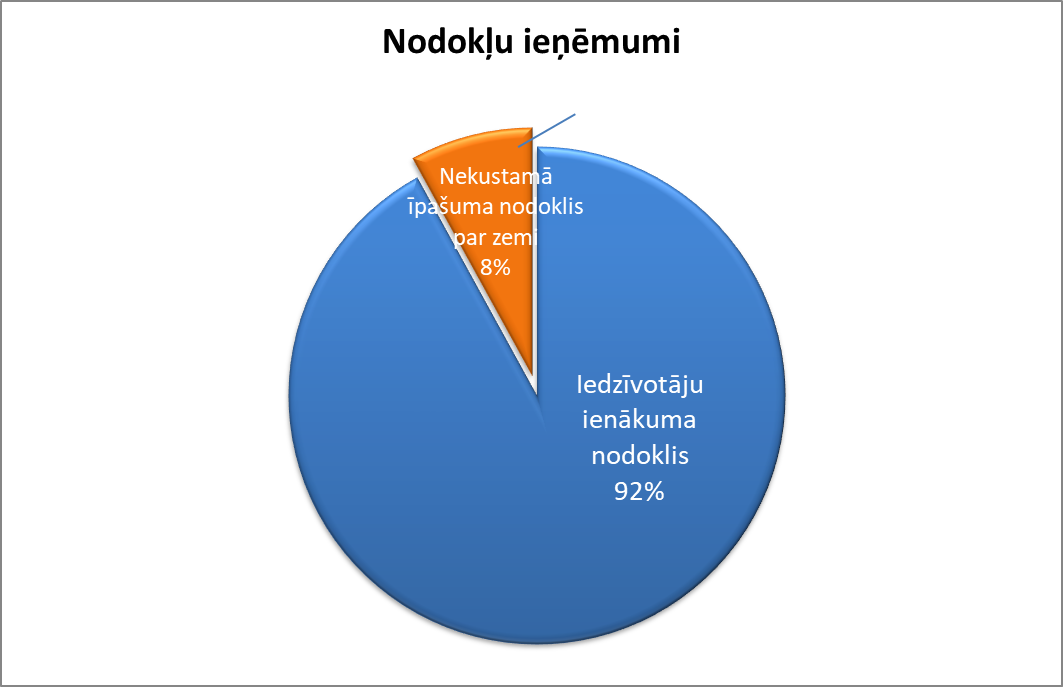 Nodokļu ieņēmumi
Nekustamā
īpašuma nodoklis
par zemi
8%
Iedzīvotāju
ienākuma
nodoklis
92%